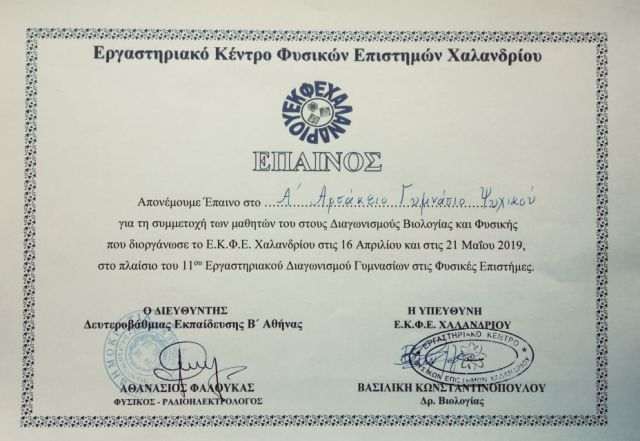 Εργαστηριακό Κέντρο Φυσικών Επιστημών Χαλανδρίου
ΕΚΦΕ ΧΑΛΑΝΔΡΙΟΥ
ΕΠΑΙΝΟΣ
Απονέμουμε Έπαινο στο Α΄ Αρσάκειο Γυμνάσιο Ψυχικού
για τη συμμετοχή των μαθητών του στους Διαγωνισμούς Βιολογίας και Φυσικής
που διοργάνωσε το Ε.Κ.Φ.Ε. Χαλανδρίου στις 16 Απριλίου και στις 21 Μαΐου 2019,
στο πλαίσιο του 11ου Εργαστηριακού Διαγωνισμού Γυμνασίων στις Φυσικές Επιστήμες.
Ο ΔΙΕΥΘΥΝΤΗΣ
Δευτεροβάθμιας Εκπαίδευσης Β΄ Αθήνας
ΑΘΑΝΑΣΙΟΣ ΦΑΛΟΥΚΑΣ
ΦΥΣΙΚΟΣ - ΡΑΔΙΟΗΛΕΚΤΡΟΛΟΓΟΣ
Η ΥΠΕΥΘΥΝΗ
Ε.Κ.Φ.Ε. ΧΑΛΑΝΔΡΙΟΥ
ΕΡΓΑΣΤΗΡΙΑΚΟ ΚΕΝΤΡΟ
ΦΥΣΙΚΩΝ ΕΠΙΣΤΗΜΩΝ ΧΑΛΑΝΔΡΙΟΥ
ΒΑΣΙΛΙΚΗ ΚΩΝΣΤΑΝΤΙΝΟΠΟΥΛΟΥ
Δρ. Βιολογίας